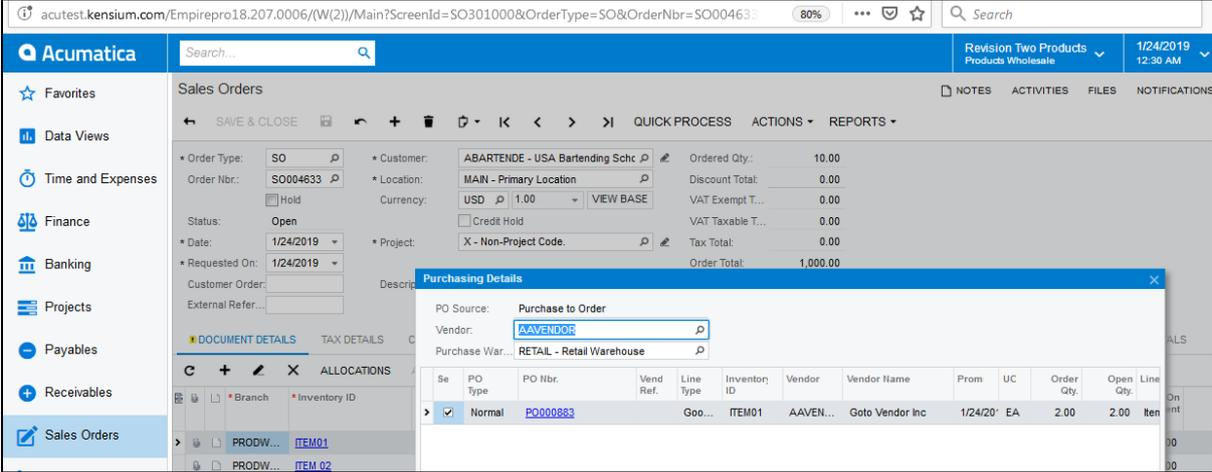 acutest.kensium.com/Empirepro18.207.0006/(W(2))/Main?ScreenId=SO301000&OrderType=SO&OrderNbr=SO004633
80%
Search
Acumatica
Search...
Revision Two Products
Products Wholesale
1/24/2019
12:30 AM
Favorites
Data Views
Time and Expenses
Finance
Banking
Projects
Payables
Receivables
Sales Orders
Sales Orders
NOTES ACTIVITIES FILES NOTIFICATIONS
SAVE & CLOSE QUICK PROCESS ACTIONS REPORTS
* Order Type: SO * Customer: ABARTENDE - USA Bartending Schc Ordered Qty.: 10.00
Order Nbr.: SO004633 * Location: MAIN - Primary Location Discount Total: 0.00
Hold Currency: USD 1.00 VIEW BASE VAT Exempt T... 0.00
Status: Open Credit Hold VAT Taxable T... 0.00
* Date: 1/24/2019 * Project: X - Non-Project Code. Tax Total: 0.00
* Requested On: 1/24/2019 Order Total: 1,000.00
Customer Order: Descrip
External Refer...
DOCUMENT DETAILS TAX DETAILS C ALS
ALLOCATIONS
* Branch * Inventory ID On
PRODW... ITEM01 00
PRODW... ITEM 02 00
Purchasing Details
PO Source: Purchase to Order
Vendor: AAVENDOR
Purchase War... RETAIL - Retail Warehouse
Se PO Type PO Nbr. Vend Ref. Line Type Inventory ID Vendor Vendor Name Prom UC Order Qty. Open Qty. Line
Normal PO000883 Goo... ITEM01 AAVEN... Goto Vendor Inc 1/24/20 EA 2.00 2.00 Iten